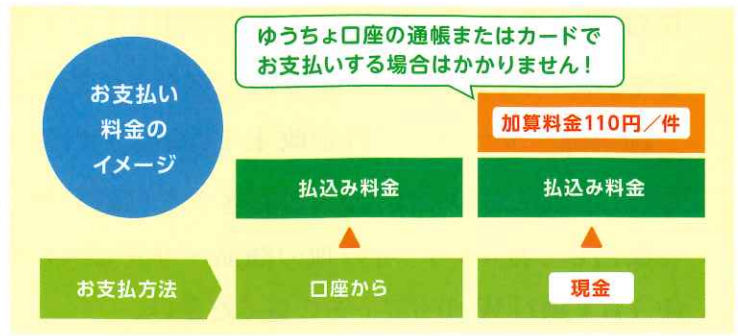 ゆうちょ口座の通帳またはカードで
お支払いする場合はかかりません！
お支払い
料金の
イメージ
加算料金110円／件
払込み料金
払込み料金
お支払方法
口座から
現金